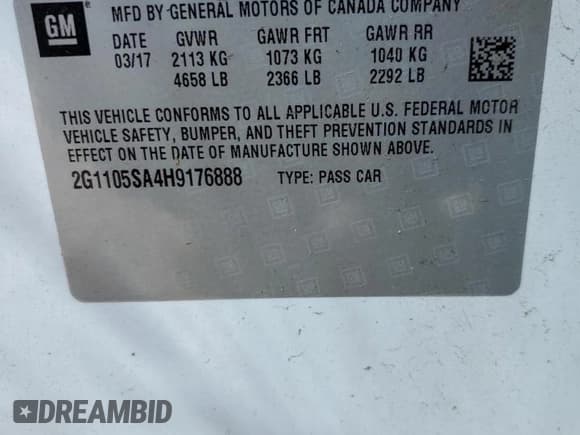 GM
MFD BY GENERAL MOTORS OF CANADA COMPANY
DATE GVWR GAWR FRT GAWR RR
03/17 2113 KG 1073 KG 1040 KG
4658 LB 2366 LB 2292 LB
THIS VEHICLE CONFORMS TO ALL APPLICABLE U.S. FEDERAL MOTOR
VEHICLE SAFETY, BUMPER, AND THEFT PREVENTION STANDARDS IN
EFFECT ON THE DATE OF MANUFACTURE SHOWN ABOVE.
2G1105SA4H9176888 TYPE: PASS CAR
DREAMBID